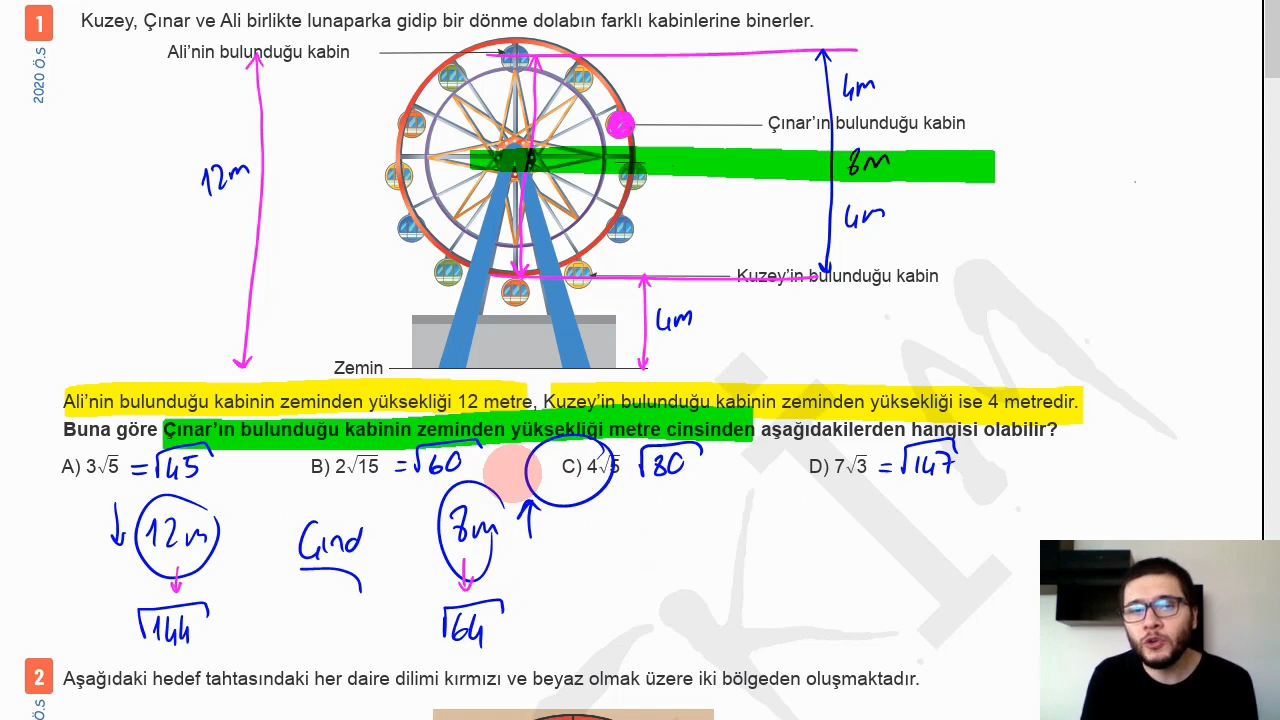 1
Kuzey, Çınar ve Ali birlikte lunaparka gidip bir dönme dolabın farklı kabinlerine binerler.
2020 Ö.S
Ali’nin bulunduğu kabin
4m
Çınar’ın bulunduğu kabin
12m
8m
4m
Kuzey’in bulunduğu kabin
4m
Zemin
Ali’nin bulunduğu kabinin zeminden yüksekliği 12 metre, Kuzey’in bulunduğu kabinin zeminden yüksekliği ise 4 metredir.
Buna göre Çınar’ın bulunduğu kabinin zeminden yüksekliği metre cinsinden aşağıdakilerden hangisi olabilir?
A) 3√5 = √45 B) 2√15 = √60 C) 4√5 √80 D) 7√3 = √147
12m Çınd 8m
√144 √64
2
Aşağıdaki hedef tahtasındaki her daire dilimi kırmızı ve beyaz olmak üzere iki bölgeden oluşmaktadır.
Ö.S